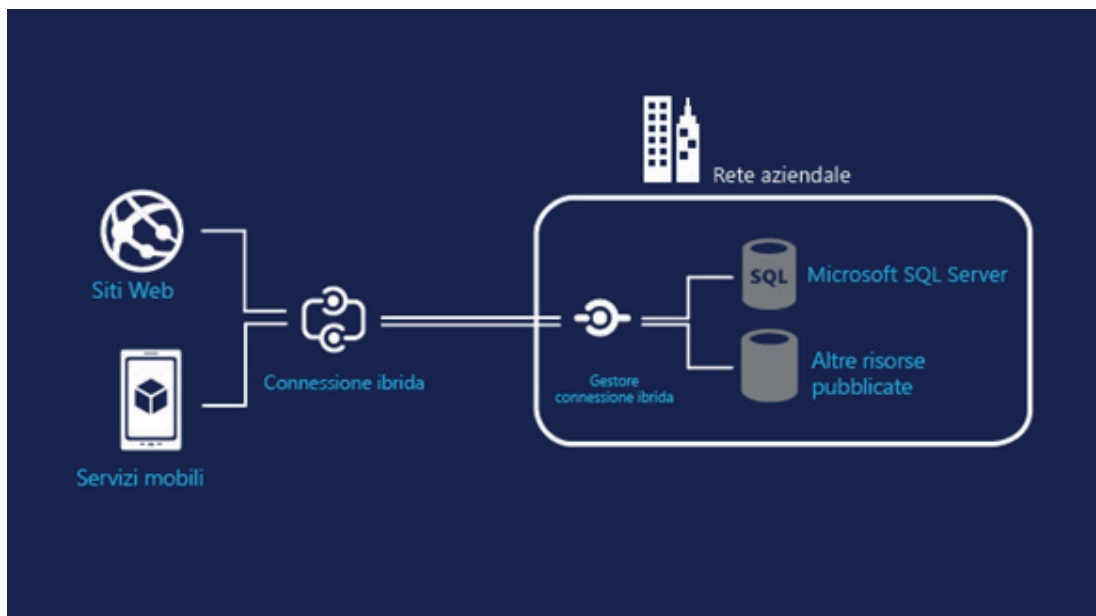 Rete aziendale
Siti Web
SQL
Microsoft SQL Server
Connessione ibrida
Gestore
connessione ibrida
Altre risorse
pubblicate
Servizi mobili